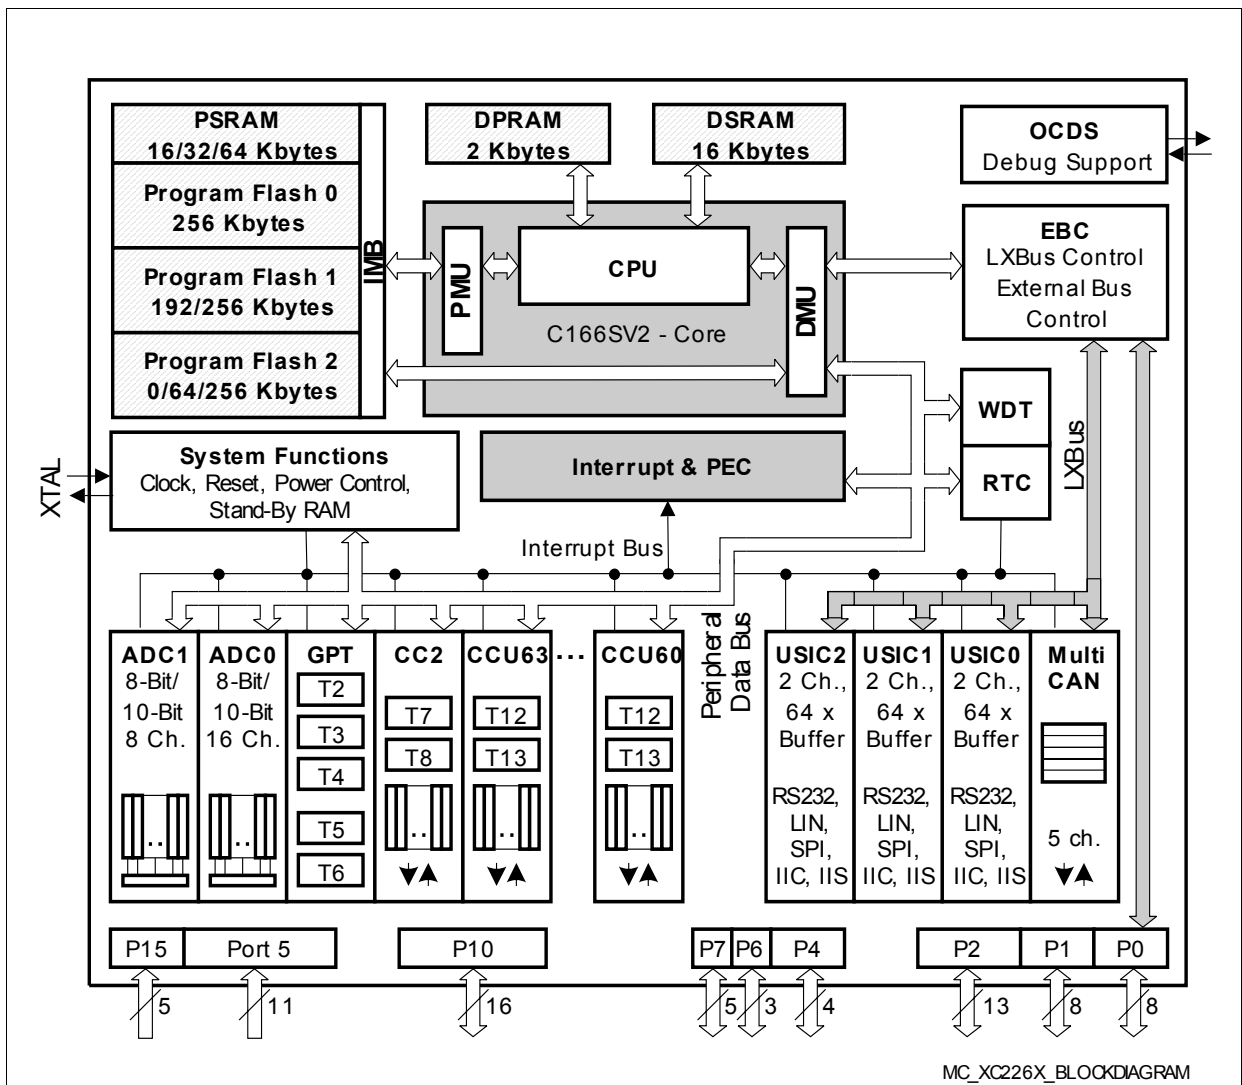 PSRAM
16/32/64 Kbytes
Program Flash 0
256 Kbytes
Program Flash 1
192/256 Kbytes
Program Flash 2
0/64/256 Kbytes
IMB
DPRAM
2 Kbytes
DSRAM
16 Kbytes
OCDS
Debug Support
PMU
CPU
DMU
C166SV2 - Core
EBC
LXBus Control
External Bus
Control
WDT
RTC
LXBus
XTAL
System Functions
Clock, Reset, Power Control,
Stand-By RAM
Interrupt & PEC
Interrupt Bus
Peripheral
Data Bus
ADC1
8-Bit/
10-Bit
8 Ch.
..
ADC0
8-Bit/
10-Bit
16 Ch.
..
GPT
T2
T3
T4
T5
T6
CC2
T7
T8
..
CCU63
T12
T13
..
...
CCU60
T12
T13
..
USIC2
2 Ch.,
64 x
Buffer
RS232,
LIN,
SPI,
IIC, IIS
USIC1
2 Ch.,
64 x
Buffer
RS232,
LIN,
SPI,
IIC, IIS
USIC0
2 Ch.,
64 x
Buffer
RS232,
LIN,
SPI,
IIC, IIS
Multi
CAN
5 ch.
P15
Port 5
P10
P7
P6
P4
P2
P1
P0
5
11
16
5
3
4
13
8
8
MC_XC226X_BLOCKDIAGRAM